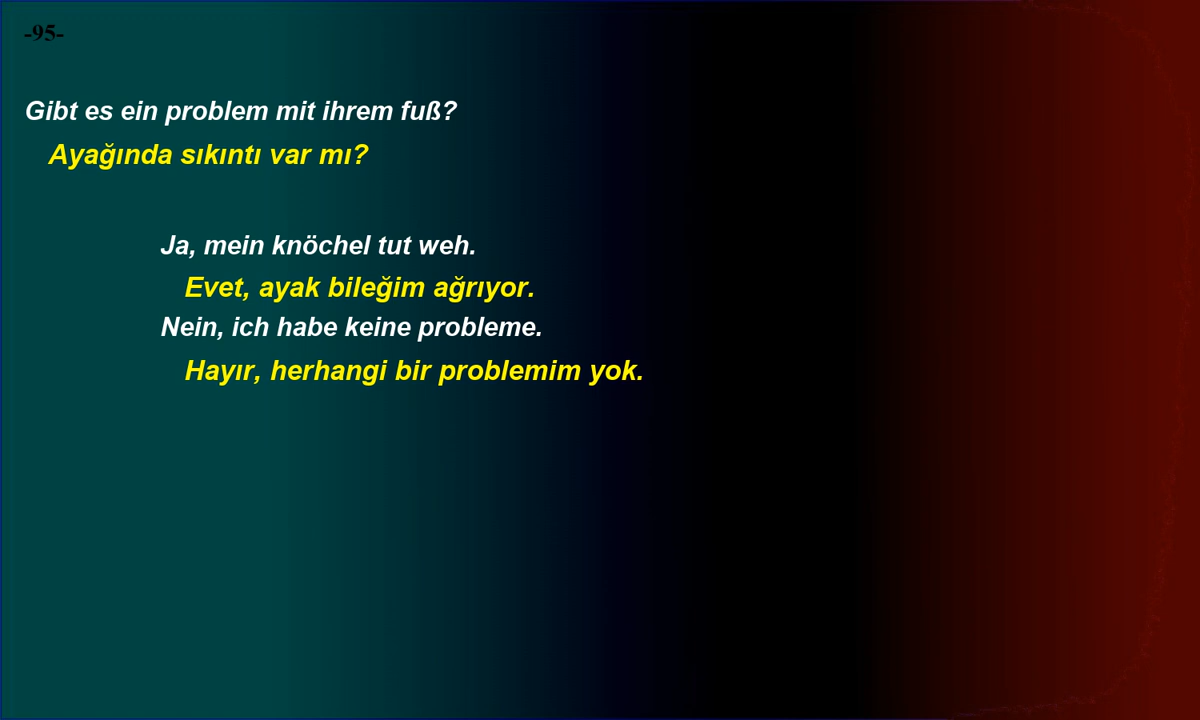 -95-
Gibt es ein problem mit ihrem fuß?
Ayağında sıkıntı var mı?
Ja, mein knöchel tut weh.
Evet, ayak bileğim ağrıyor.
Nein, ich habe keine probleme.
Hayır, herhangi bir problemim yok.